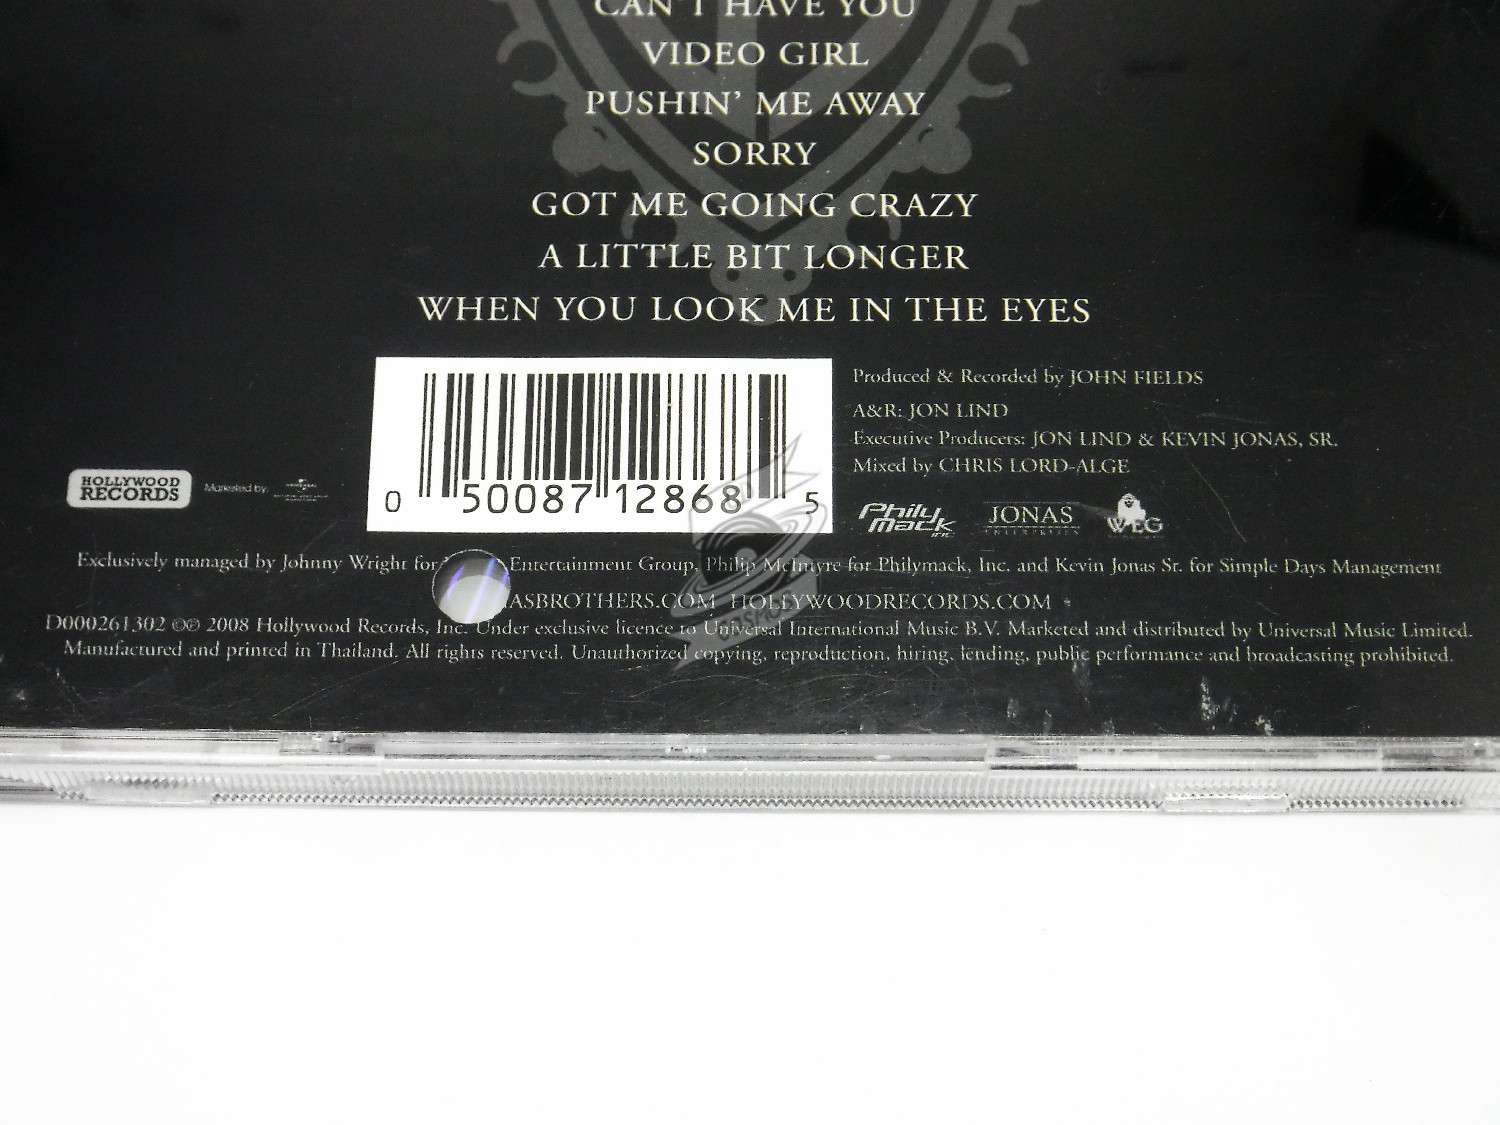 CAN'T HAVE YOU
VIDEO GIRL
PUSHIN' ME AWAY
SORRY
GOT ME GOING CRAZY
A LITTLE BIT LONGER
WHEN YOU LOOK ME IN THE EYES
Produced & Recorded by JOHN FIELDS
A&R: JON LIND
Executive Producers: JON LIND & KEVIN JONAS, SR.
Mixed by CHRIS LORD-ALGE
HOLLYWOOD
RECORDS
Marketed by
0 50087 12868 5
Phily
mack
inc.
JONAS
ENTERPRISES
WEG
Exclusively managed by Johnny Wright for Entertainment Group, Philip McIntyre for Philymack, Inc. and Kevin Jonas Sr. for Simple Days Management
ASBROTHERS.COM HOLLYWOODRECORDS.COM
D000261302 ©℗ 2008 Hollywood Records, Inc. Under exclusive licence to Universal International Music B.V. Marketed and distributed by Universal Music Limited.
Manufactured and printed in Thailand. All rights reserved. Unauthorized copying, reproduction, hiring, lending, public performance and broadcasting prohibited.